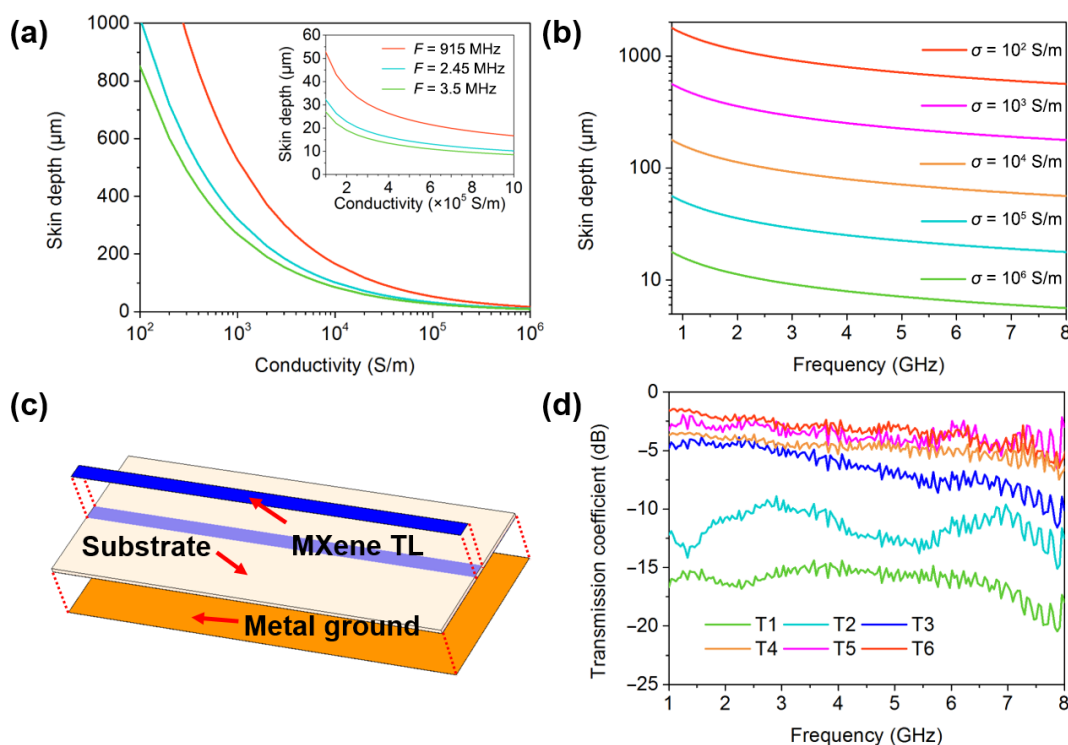 (a)
1000
800
600
400
200
0
Skin depth (μm)
10² 10³ 10⁴ 10⁵ 10⁶
Conductivity (S/m)
60
50
40
30
20
10
0
Skin depth (μm)
F = 915 MHz
F = 2.45 MHz
F = 3.5 MHz
2 4 6 8 10
Conductivity (×10⁵ S/m)
(b)
1000
100
10
Skin depth (μm)
σ = 10² S/m
σ = 10³ S/m
σ = 10⁴ S/m
σ = 10⁵ S/m
σ = 10⁶ S/m
1 2 3 4 5 6 7 8
Frequency (GHz)
(c)
MXene TL
Substrate
Metal ground
(d)
0
−5
−10
−15
−20
−25
Transmission coefficient (dB)
T1 T2 T3
T4 T5 T6
1 2 3 4 5 6 7 8
Frequency (GHz)